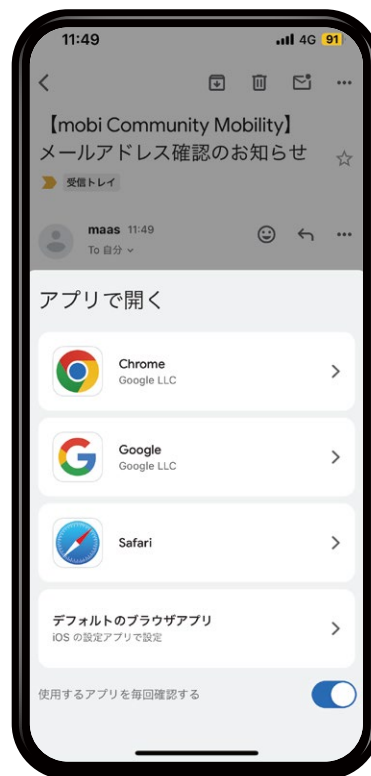 11:49 4G 91
【mobi Community Mobility】
メールアドレス確認のお知らせ
受信トレイ
maas 11:49
To 自分
アプリで開く
Chrome
Google LLC
Google
Google LLC
Safari
デフォルトのブラウザアプリ
iOS の設定アプリで設定
使用するアプリを毎回確認する